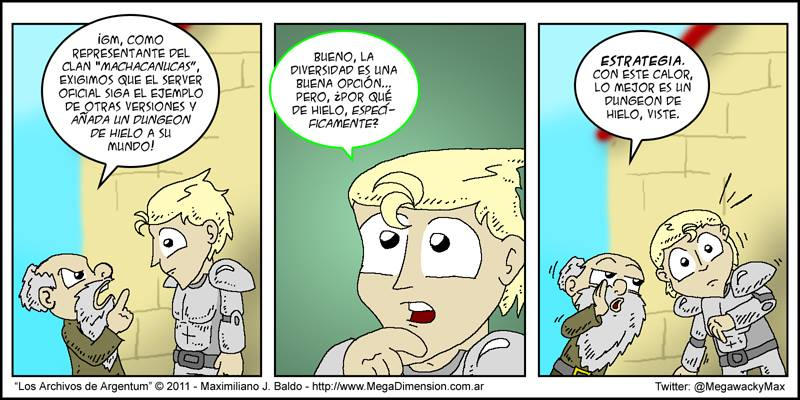 ¡GM, COMO
REPRESENTANTE DEL
CLAN "MACHACANUCAS",
EXIGIMOS QUE EL SERVER
OFICIAL SIGA EL EJEMPLO
DE OTRAS VERSIONES Y
AÑADA UN DUNGEON
DE HIELO A SU
MUNDO!
BUENO, LA
DIVERSIDAD ES UNA
BUENA OPCIÓN...
PERO, ¿POR QUÉ
DE HIELO, ESPECÍ-
FICAMENTE?
ESTRATEGIA.
CON ESTE CALOR,
LO MEJOR ES UN
DUNGEON DE
HIELO, VISTE.
"Los Archivos de Argentum" © 2011 - Maximiliano J. Baldo - http://www.MegaDimension.com.ar
Twitter: @MegawackyMax